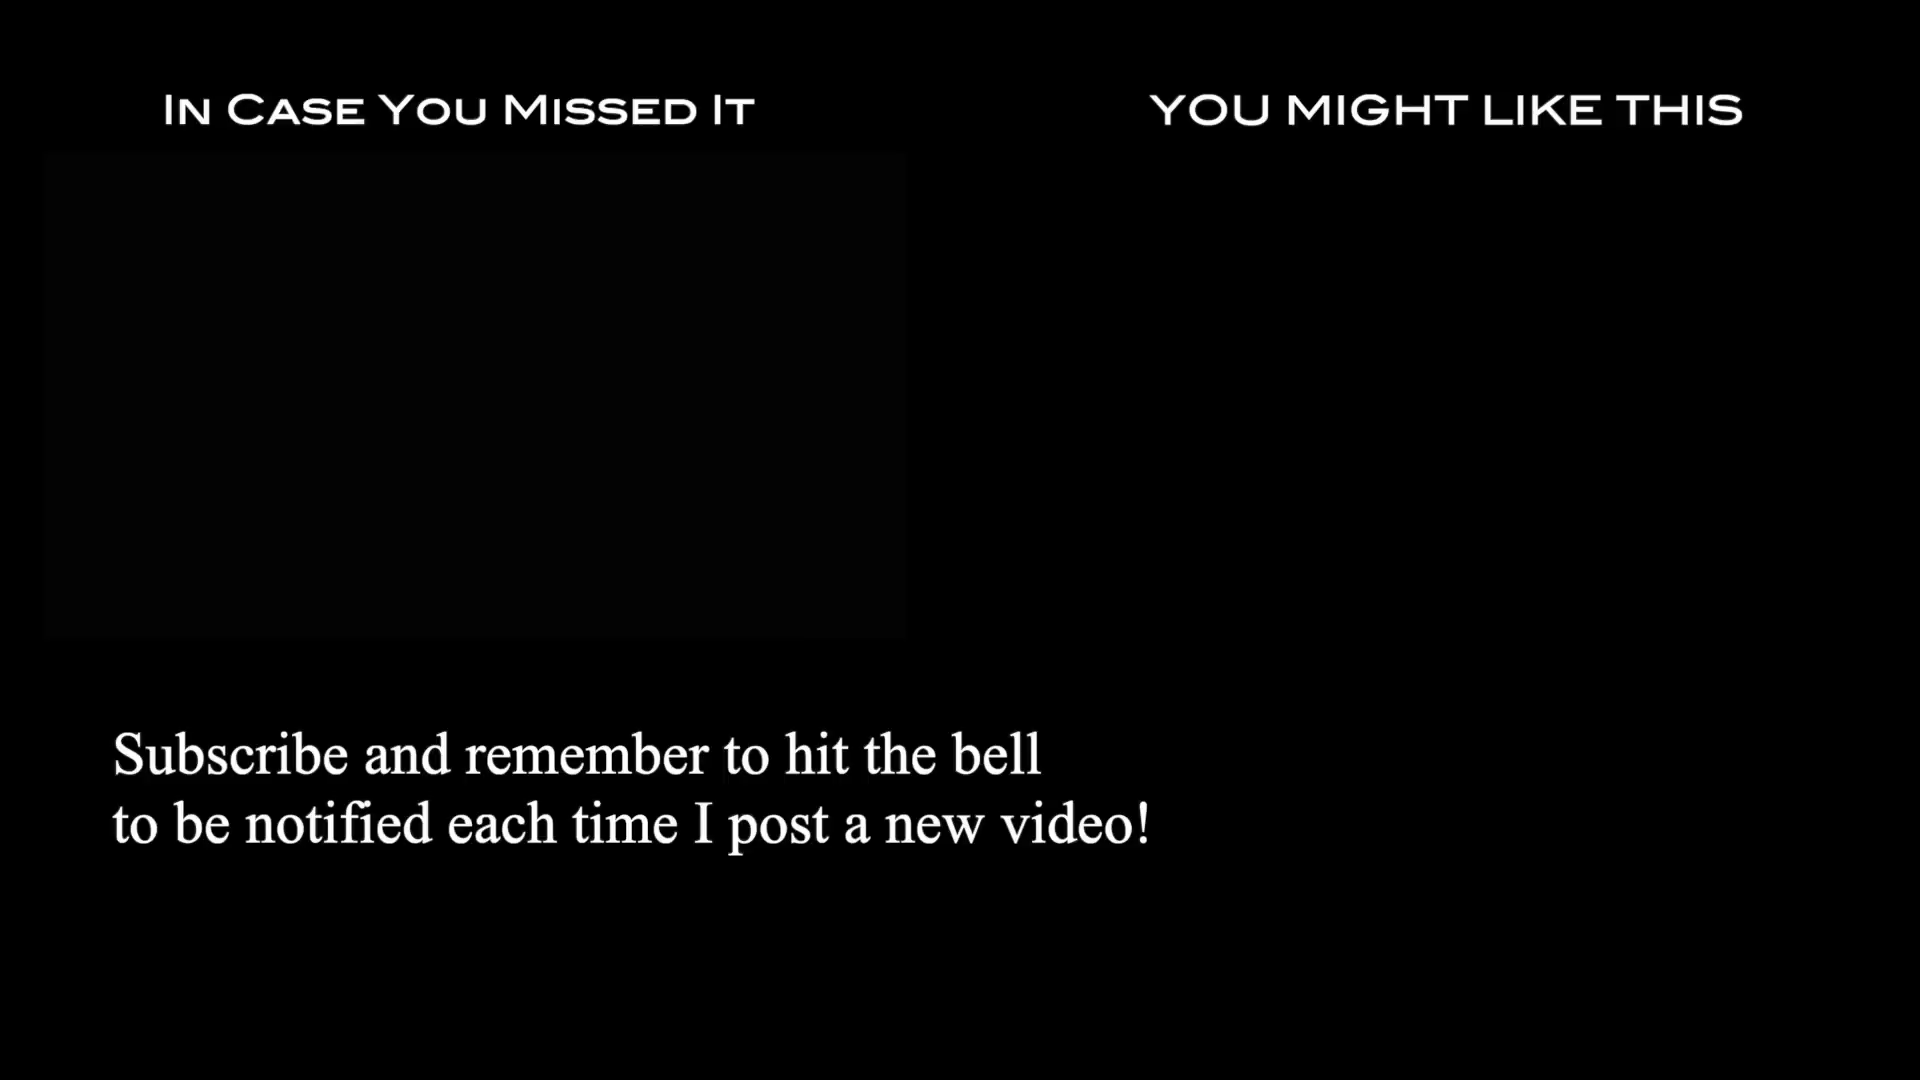 In Case You Missed It
YOU MIGHT LIKE THIS
Subscribe and remember to hit the bell
to be notified each time I post a new video!